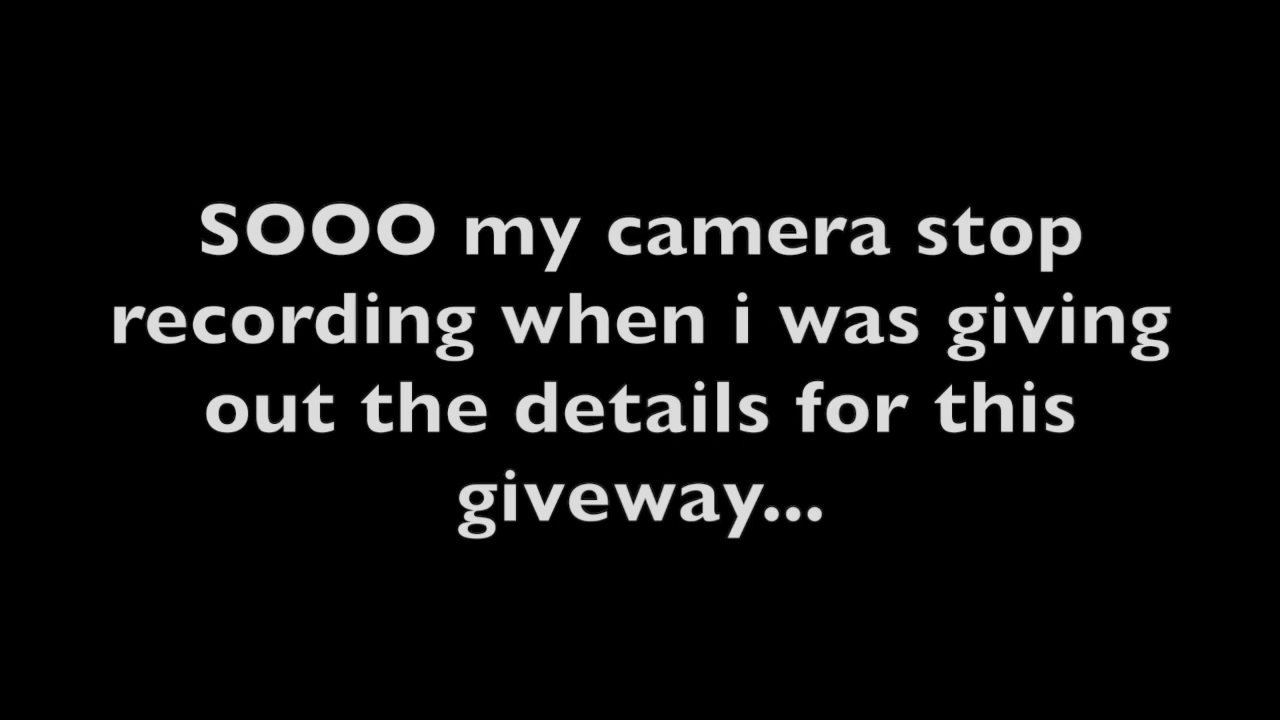 SOOO my camera stop
recording when i was giving
out the details for this
giveway...